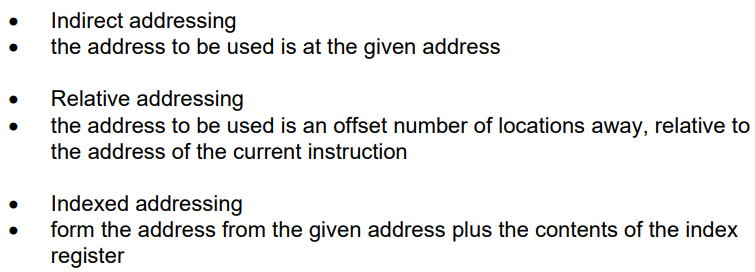 • Indirect addressing
• the address to be used is at the given address
• Relative addressing
• the address to be used is an offset number of locations away, relative to
the address of the current instruction
• Indexed addressing
• form the address from the given address plus the contents of the index
register